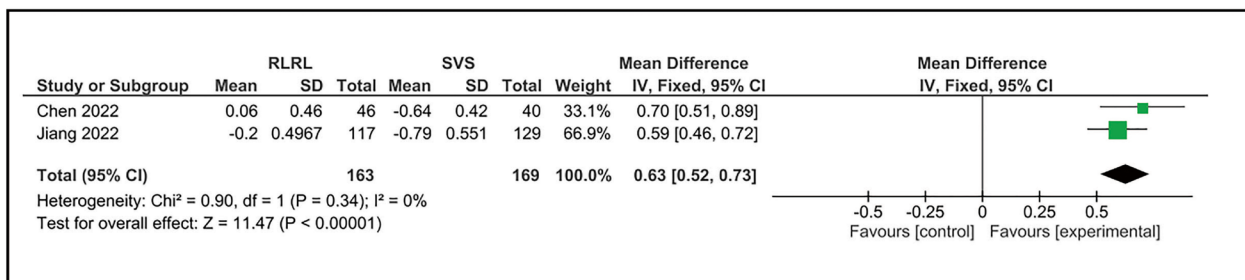 RLRL SVS Mean Difference Mean Difference
Study or Subgroup Mean SD Total Mean SD Total Weight IV, Fixed, 95% CI IV, Fixed, 95% CI
Chen 2022 0.06 0.46 46 -0.64 0.42 40 33.1% 0.70 [0.51, 0.89]
Jiang 2022 -0.2 0.4967 117 -0.79 0.551 129 66.9% 0.59 [0.46, 0.72]
Total (95% CI) 163 169 100.0% 0.63 [0.52, 0.73]
Heterogeneity: Chi² = 0.90, df = 1 (P = 0.34); I² = 0%
Test for overall effect: Z = 11.47 (P < 0.00001)
-0.5 -0.25 0 0.25 0.5
Favours [control] Favours [experimental]